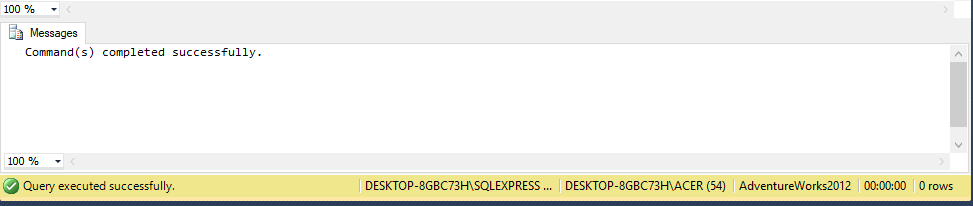 100 %
Messages
Command(s) completed successfully.
100 %
Query executed successfully. DESKTOP-8GBC73H\SQLEXPRESS ... DESKTOP-8GBC73H\ACER (54) AdventureWorks2012 00:00:00 0 rows